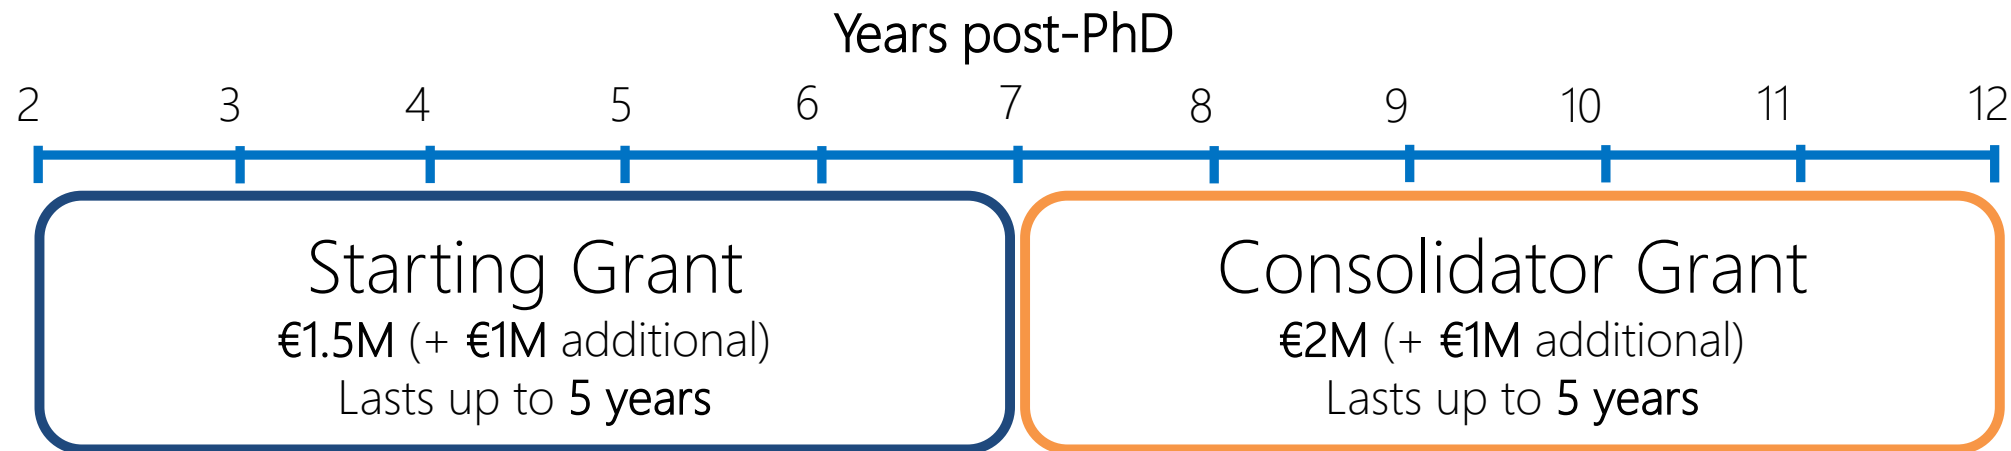 Years post-PhD
2 3 4 5 6 7 8 9 10 11 12
Starting Grant
€1.5M (+ €1M additional)
Lasts up to 5 years
Consolidator Grant
€2M (+ €1M additional)
Lasts up to 5 years